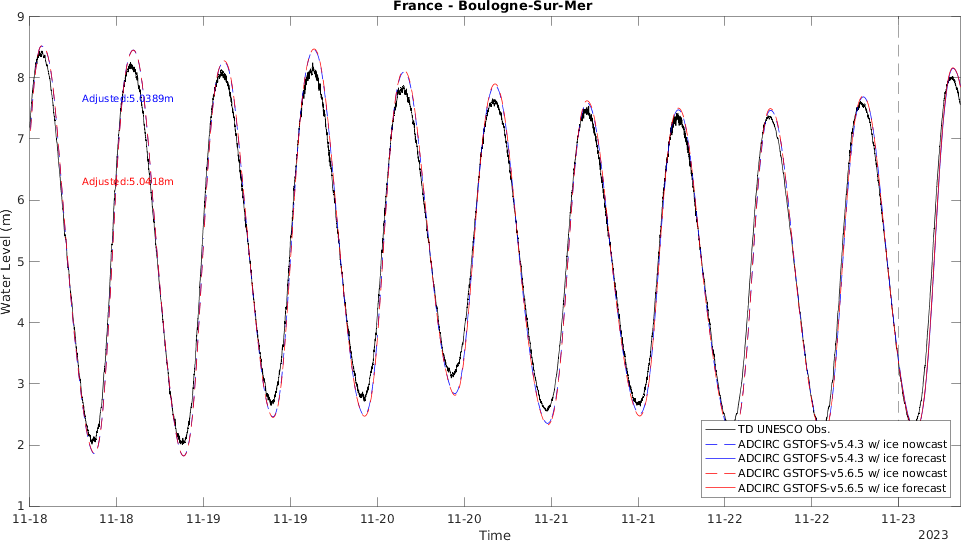 France - Boulogne-Sur-Mer
9
8
7
6
5
4
3
2
1
Water Level (m)
Adjusted:5.0389m
Adjusted:5.0418m
TD UNESCO Obs.
ADCIRC GSTOFS-v5.4.3 w/ ice nowcast
ADCIRC GSTOFS-v5.4.3 w/ ice forecast
ADCIRC GSTOFS-v5.6.5 w/ ice nowcast
ADCIRC GSTOFS-v5.6.5 w/ ice forecast
11-18 11-18 11-19 11-19 11-20 11-20 11-21 11-21 11-22 11-22 11-23
Time
2023